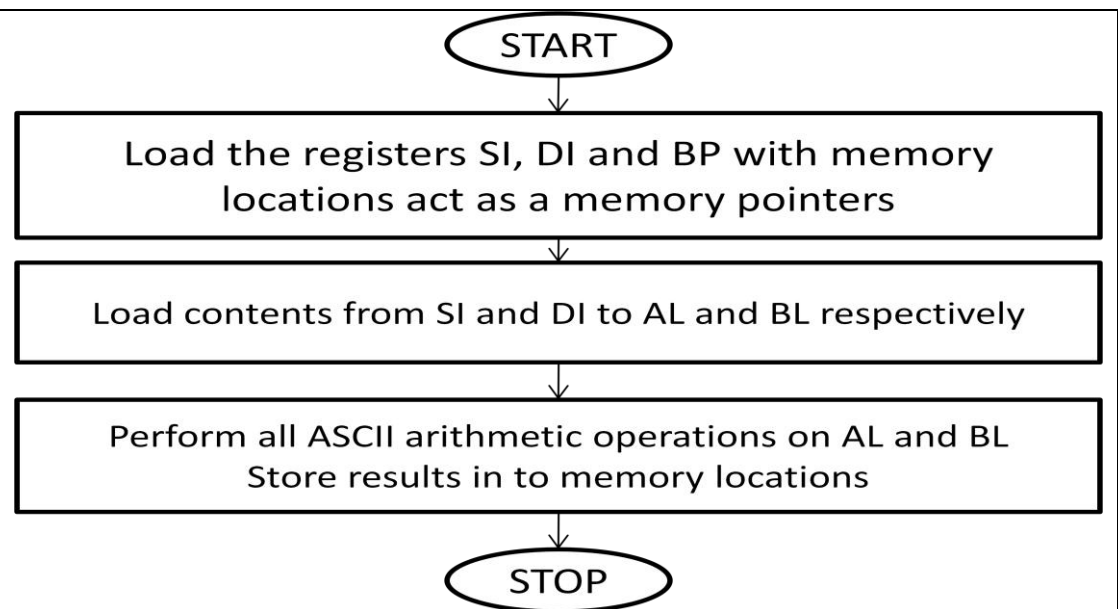 START
Load the registers SI, DI and BP with memory
locations act as a memory pointers
Load contents from SI and DI to AL and BL respectively
Perform all ASCII arithmetic operations on AL and BL
Store results in to memory locations
STOP